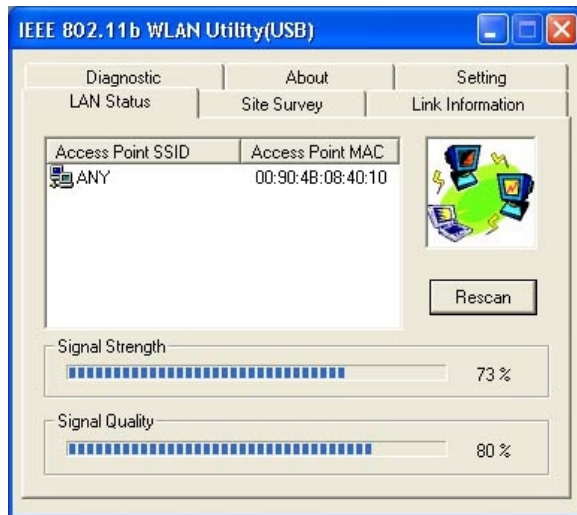 IEEE 802.11b WLAN Utility(USB)
Diagnostic About Setting
LAN Status Site Survey Link Information
Access Point SSID Access Point MAC
ANY 00:90:4B:08:40:10
Rescan
Signal Strength
73 %
Signal Quality
80 %